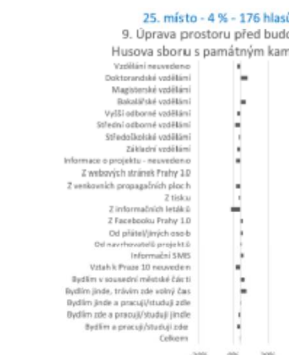 25. místo - 4 % - 176 hlasů
9. Úprava prostoru před budo
Husova sboru s památným kam
Vzdělání neuvedeno
Doktorandské vzdělání
Magisterské vzdělání
Bakalářské vzdělání
Vyšší odborné vzdělání
Střední odborné vzdělání
Středoškolské vzdělání
Základní vzdělání
Informace o projektu - neuvedeno
Z webových stránek Prahy 10
Z venkovních propagačních ploch
Z tisku
Z informačních letáků
Z Facebooku Prahy 10
Od přátel/jiných osob
Od navrhovatelů projektů
Informační SMS
Vztah k Praze 10 neuveden
Bydlím v sousední městské části
Bydlím jinde, trávím zde volný čas
Bydlím jinde a pracuji/studuji zde
Bydlím zde a pracuji/studuji jinde
Bydlím a pracuji/studuji zde
Celkem